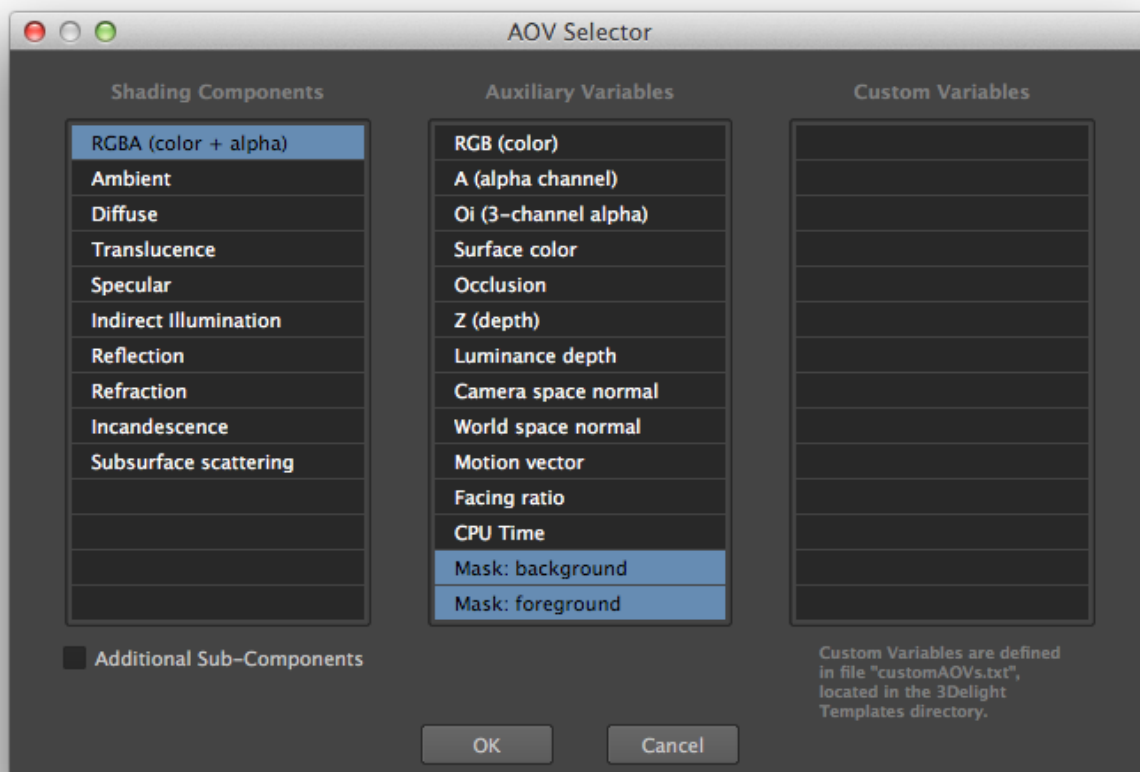 AOV Selector
Shading Components
RGBA (color + alpha)
Ambient
Diffuse
Translucence
Specular
Indirect Illumination
Reflection
Refraction
Incandescence
Subsurface scattering
Additional Sub-Components
Auxiliary Variables
RGB (color)
A (alpha channel)
Oi (3-channel alpha)
Surface color
Occlusion
Z (depth)
Luminance depth
Camera space normal
World space normal
Motion vector
Facing ratio
CPU Time
Mask: background
Mask: foreground
Custom Variables
Custom Variables are defined
in file "customAOVs.txt",
located in the 3Delight
Templates directory.
OK
Cancel